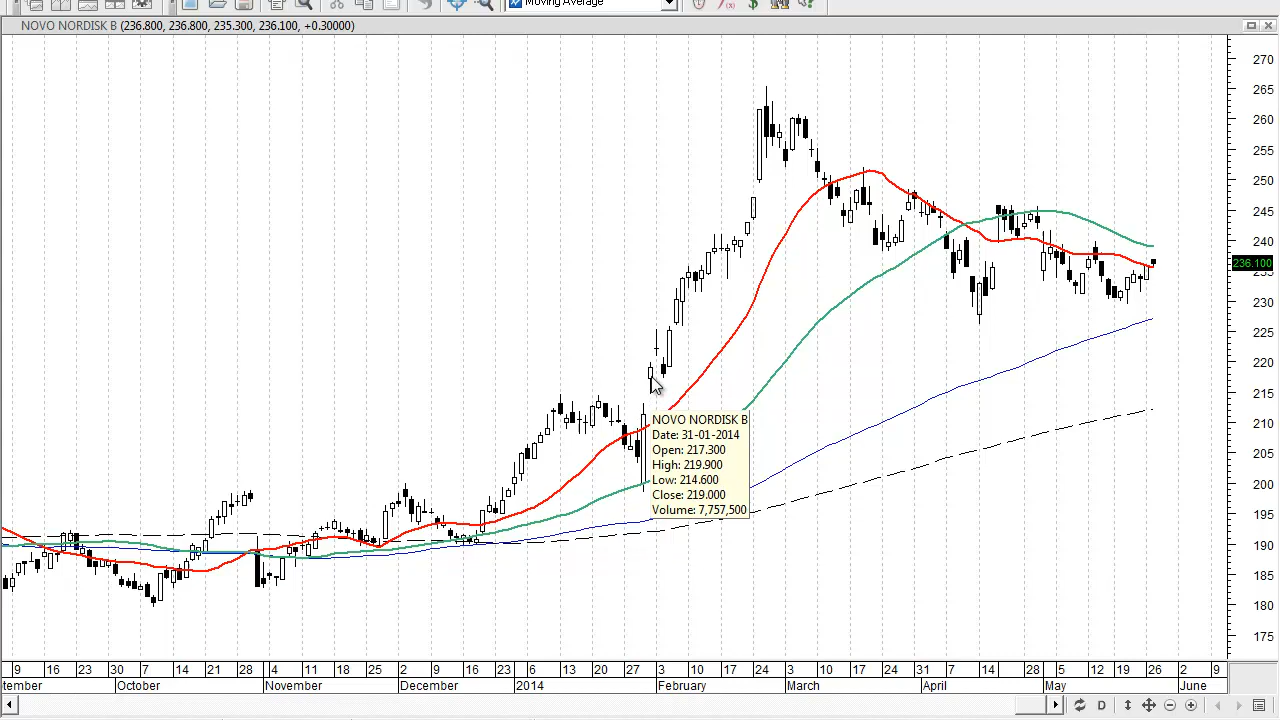 Moving Average
NOVO NORDISK B (236.800, 236.800, 235.300, 236.100, +0.30000)
270
265
260
255
250
245
240
236.100
235
230
225
220
215
210
205
200
195
190
185
180
175
NOVO NORDISK B
Date: 31-01-2014
Open: 217.300
High: 219.900
Low: 214.600
Close: 219.000
Volume: 7,757,500
9 16 23 30 7 14 21 28 4 11 18 25 2 9 16 23 6 13 20 27 3 10 17 24 3 10 17 24 31 7 14 28 5 12 19 26 2 9
tember October November December 2014 February March April May June
D